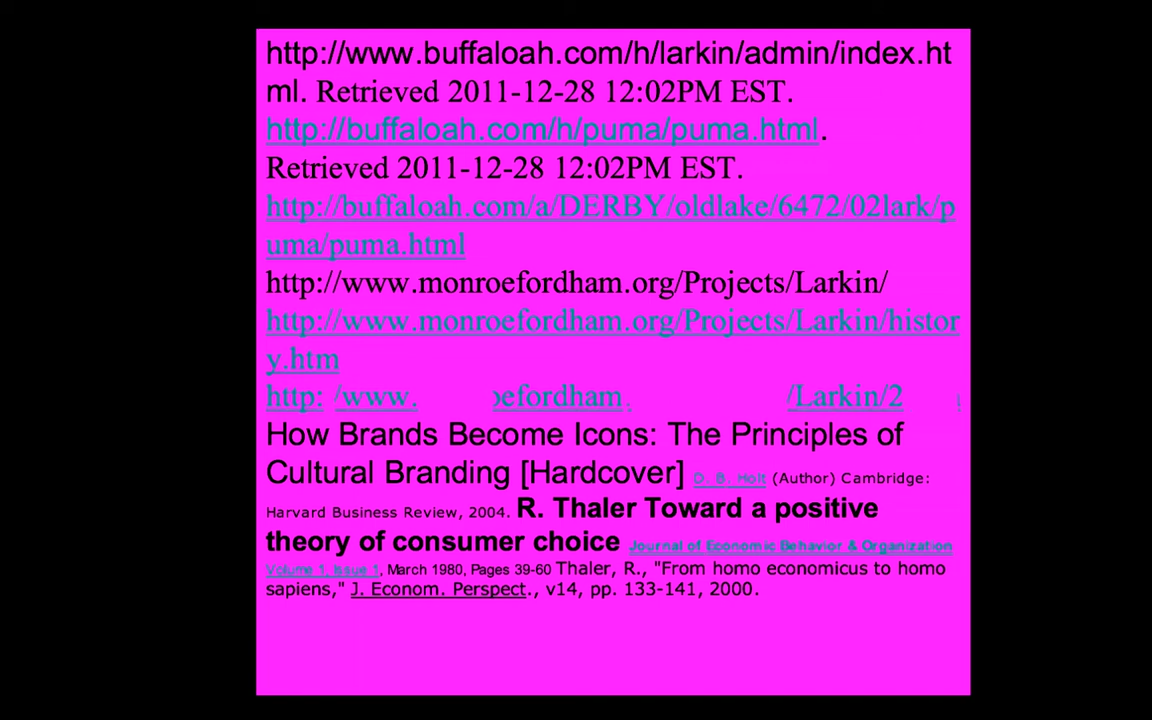 http://www.buffaloah.com/h/larkin/admin/index.ht
ml. Retrieved 2011-12-28 12:02PM EST.
http://buffaloah.com/h/puma/puma.html.
Retrieved 2011-12-28 12:02PM EST.
http://buffaloah.com/a/DERBY/oldlake/6472/02lark/p
uma/puma.html
http://www.monroefordham.org/Projects/Larkin/
http://www.monroefordham.org/Projects/Larkin/histor
y.htm
http: /www. oefordham. /Larkin/2
How Brands Become Icons: The Principles of
Cultural Branding [Hardcover] D. B. Holt (Author) Cambridge:
Harvard Business Review, 2004. R. Thaler Toward a positive
theory of consumer choice Journal of Economic Behavior & Organization
Volume 1, Issue 1, March 1980, Pages 39-60 Thaler, R., "From homo economicus to homo
sapiens," J. Econom. Perspect., v14, pp. 133-141, 2000.